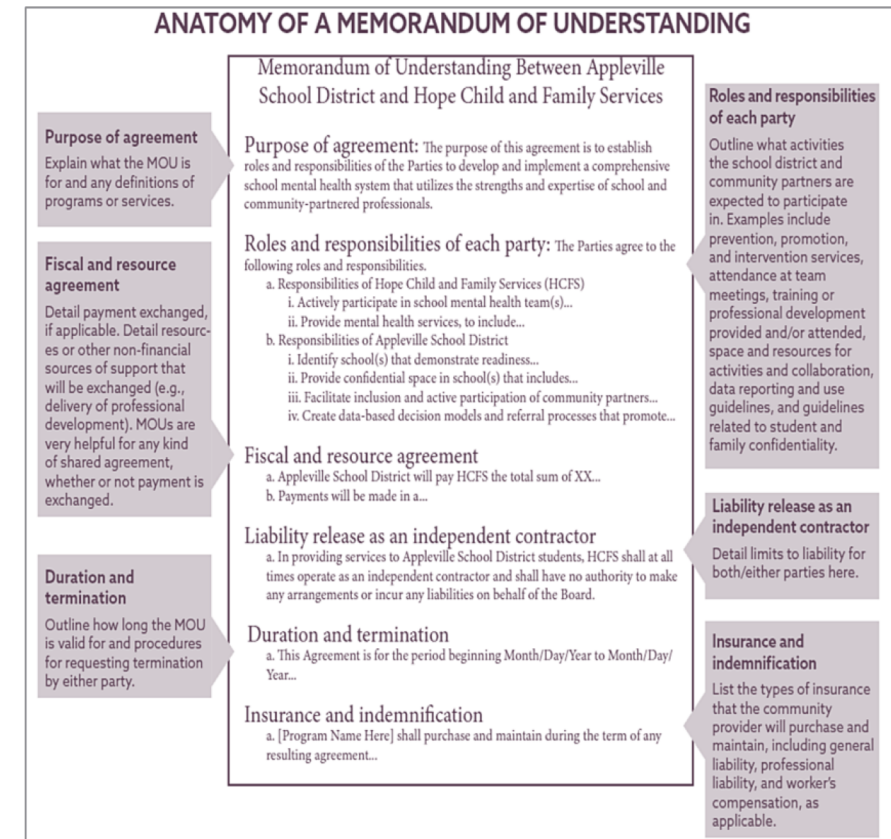 ANATOMY OF A MEMORANDUM OF UNDERSTANDING
Purpose of agreement
Explain what the MOU is
for and any definitions of
programs or services.
Fiscal and resource
agreement
Detail payment exchanged,
if applicable. Detail resourc-
es or other non-financial
sources of support that
will be exchanged (e.g.,
delivery of professional
development). MOUs are
very helpful for any kind
of shared agreement,
whether or not payment is
exchanged.
Duration and
termination
Outline how long the MOU
is valid for and procedures
for requesting termination
by either party.
Memorandum of Understanding Between Appleville
School District and Hope Child and Family Services
Purpose of agreement: The purpose of this agreement is to establish
roles and responsibilities of the Parties to develop and implement a comprehensive
school mental health system that utilizes the strengths and expertise of school and
community-partnered professionals.
Roles and responsibilities of each party: The Parties agree to the
following roles and responsibilities.
a. Responsibilities of Hope Child and Family Services (HCFS)
i. Actively participate in school mental health team(s)...
ii. Provide mental health services, to include...
b. Responsibilities of Appleville School District
i. Identify school(s) that demonstrate readiness...
ii. Provide confidential space in school(s) that includes...
iii. Facilitate inclusion and active participation of community partners...
iv. Create data-based decision models and referral processes that promote...
Fiscal and resource agreement
a. Appleville School District will pay HCFS the total sum of XX...
b. Payments will be made in a...
Liability release as an independent contractor
a. In providing services to Appleville School District students, HCFS shall at all
times operate as an independent contractor and shall have no authority to make
any arrangements or incur any liabilities on behalf of the Board.
Duration and termination
a. This Agreement is for the period beginning Month/Day/Year to Month/Day/
Year...
Insurance and indemnification
a. [Program Name Here] shall purchase and maintain during the term of any
resulting agreement...
Roles and responsibilities
of each party
Outline what activities
the school district and
community partners are
expected to participate
in. Examples include
prevention, promotion,
and intervention services,
attendance at team
meetings, training or
professional development
provided and/or attended,
space and resources for
activities and collaboration,
data reporting and use
guidelines, and guidelines
related to student and
family confidentiality.
Liability release as an
independent contractor
Detail limits to liability for
both/either parties here.
Insurance and
indemnification
List the types of insurance
that the community
provider will purchase and
maintain, including general
liability, professional
liability, and worker's
compensation, as
applicable.